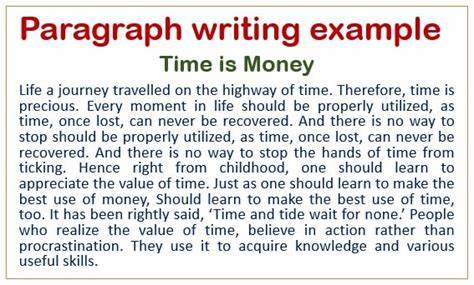 Paragraph writing example
Time is Money
Life a journey travelled on the highway of time. Therefore, time is
precious. Every moment in life should be properly utilized, as
time, once lost, can never be recovered. And there is no way to
stop should be properly utilized, as time, once lost, can never be
recovered. And there is no way to stop the hands of time from
ticking. Hence right from childhood, one should learn to
appreciate the value of time. Just as one should learn to make the
best use of money, Should learn to make the best use of time,
too. It has been rightly said, ‘Time and tide wait for none.’ People
who realize the value of time, believe in action rather than
procrastination. They use it to acquire knowledge and various
useful skills.